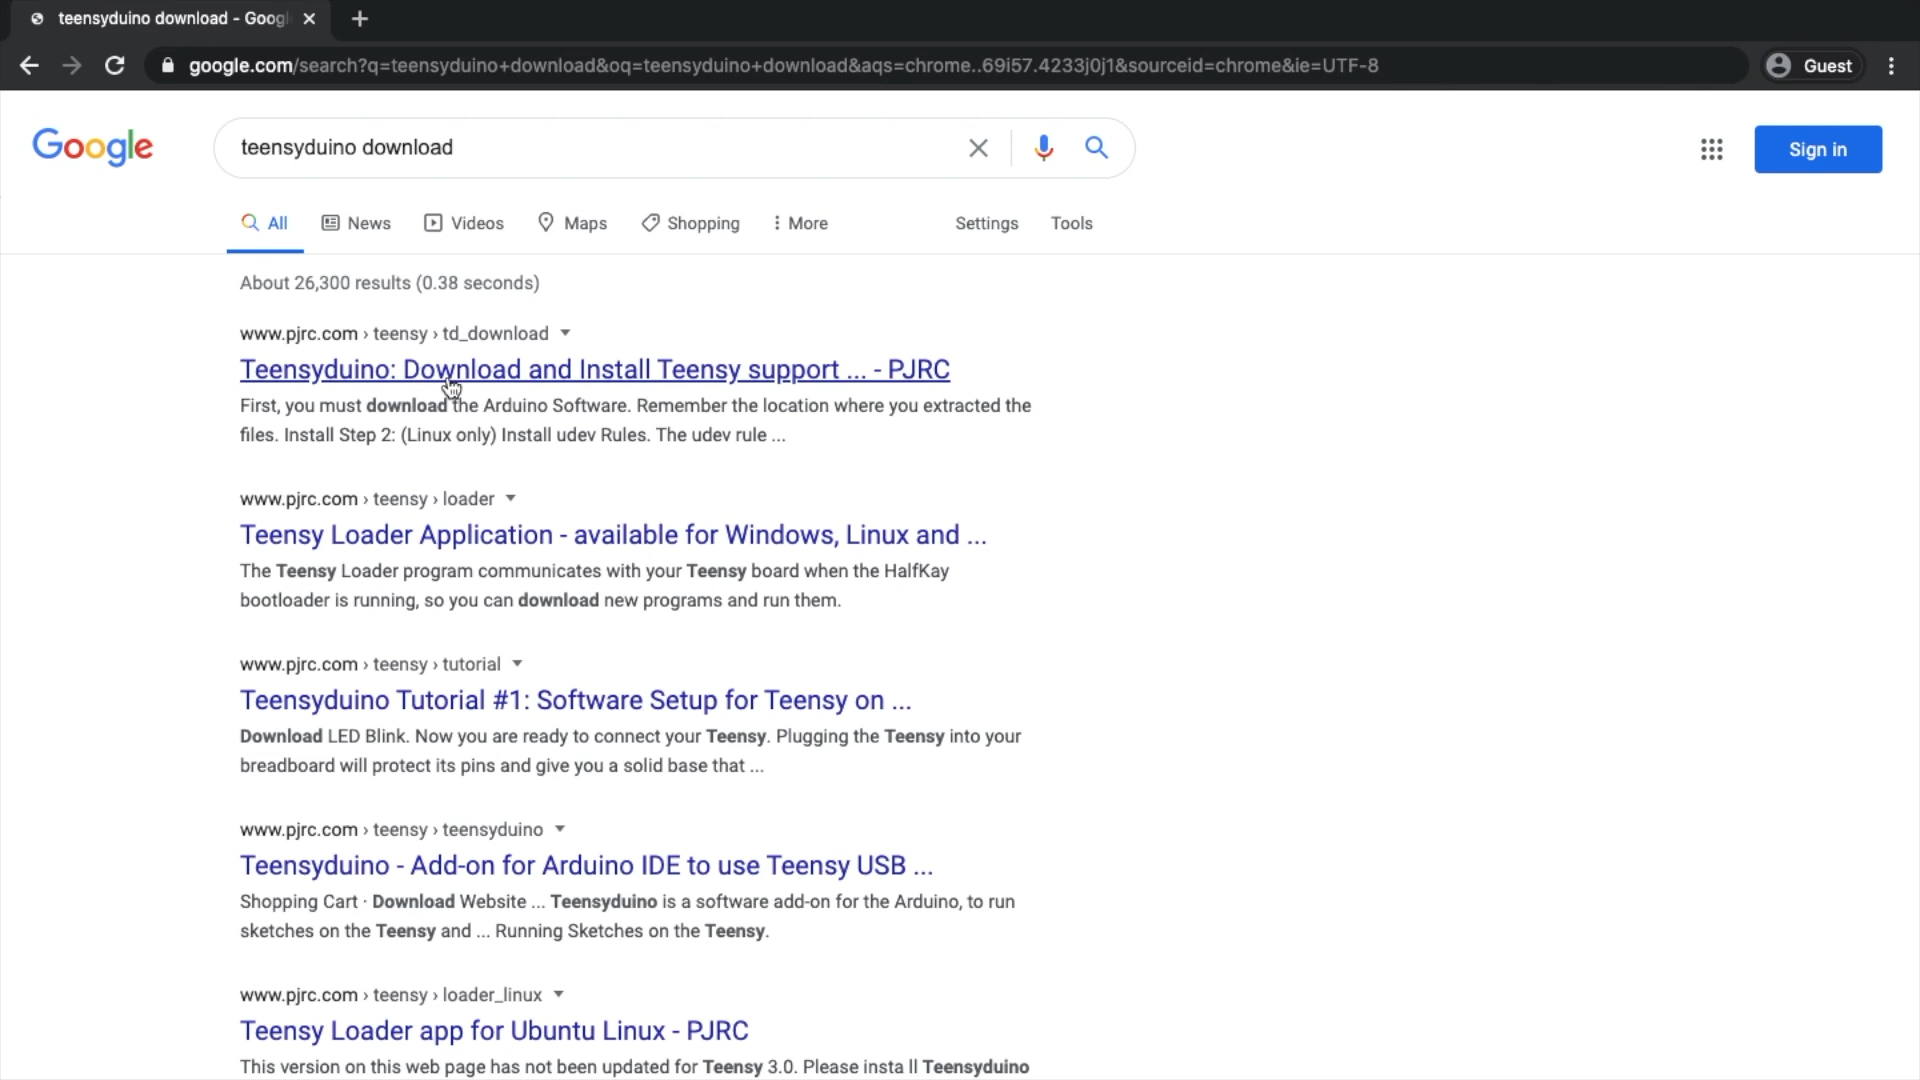 teensyduino download - Googl
google.com/search?q=teensyduino+download&oq=teensyduino+download&aqs=chrome..69i57.4233j0j1&sourceid=chrome&ie=UTF-8
Guest
Google
teensyduino download
Sign in
All News Videos Maps Shopping More Settings Tools
About 26,300 results (0.38 seconds)
www.pjrc.com › teensy › td_download
Teensyduino: Download and Install Teensy support ... - PJRC
First, you must download the Arduino Software. Remember the location where you extracted the
files. Install Step 2: (Linux only) Install udev Rules. The udev rule ...
www.pjrc.com › teensy › loader
Teensy Loader Application - available for Windows, Linux and ...
The Teensy Loader program communicates with your Teensy board when the HalfKay
bootloader is running, so you can download new programs and run them.
www.pjrc.com › teensy › tutorial
Teensyduino Tutorial #1: Software Setup for Teensy on ...
Download LED Blink. Now you are ready to connect your Teensy. Plugging the Teensy into your
breadboard will protect its pins and give you a solid base that ...
www.pjrc.com › teensy › teensyduino
Teensyduino - Add-on for Arduino IDE to use Teensy USB ...
Shopping Cart · Download Website ... Teensyduino is a software add-on for the Arduino, to run
sketches on the Teensy and ... Running Sketches on the Teensy.
www.pjrc.com › teensy › loader_linux
Teensy Loader app for Ubuntu Linux - PJRC
This version on this web page has not been updated for Teensy 3.0. Please insta ll Teensyduino